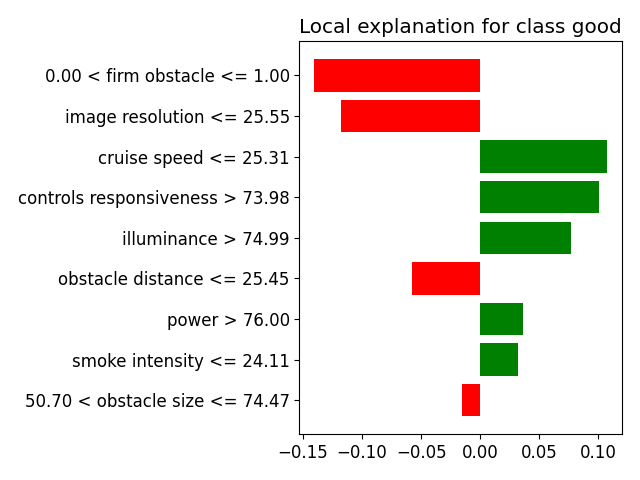 Local explanation for class good
0.00 < firm obstacle <= 1.00
image resolution <= 25.55
cruise speed <= 25.31
controls responsiveness > 73.98
illuminance > 74.99
obstacle distance <= 25.45
power > 76.00
smoke intensity <= 24.11
50.70 < obstacle size <= 74.47
−0.15 −0.10 −0.05 0.00 0.05 0.10